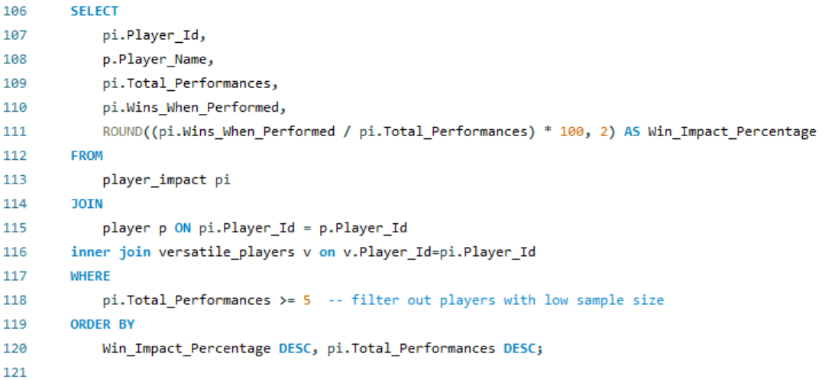 106 SELECT
107 pi.Player_Id,
108 p.Player_Name,
109 pi.Total_Performances,
110 pi.Wins_When_Performed,
111 ROUND((pi.Wins_When_Performed / pi.Total_Performances) * 100, 2) AS Win_Impact_Percentage
112 FROM
113 player_impact pi
114 JOIN
115 player p ON pi.Player_Id = p.Player_Id
116 inner join versatile_players v on v.Player_Id=pi.Player_Id
117 WHERE
118 pi.Total_Performances >= 5 -- filter out players with low sample size
119 ORDER BY
120 Win_Impact_Percentage DESC, pi.Total_Performances DESC;
121